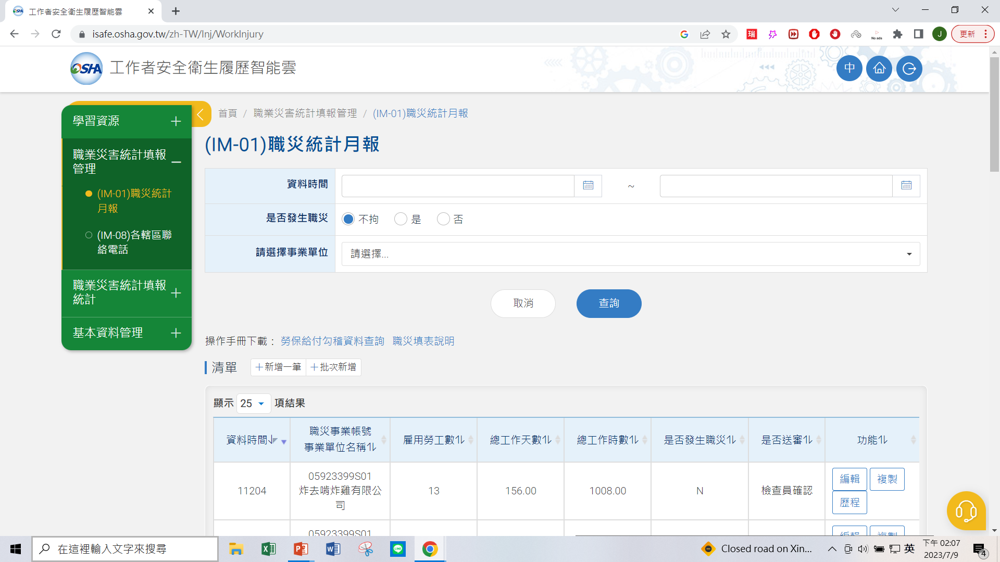 工作者安全衛生履歷智能雲
isafe.osha.gov.tw/zh-TW/Inj/WorkInjury
瑞
No ads
J
更新
OSHA
工作者安全衛生履歷智能雲
中
學習資源
職業災害統計填報
管理
(IM-01)職災統計
月報
(IM-08)各轄區聯
絡電話
職業災害統計填報
統計
基本資料管理
首頁 / 職業災害統計填報管理 / (IM-01)職災統計月報
(IM-01)職災統計月報
資料時間 ~
是否發生職災 不拘 是 否
請選擇事業單位 請選擇...
取消 查詢
操作手冊下載： 勞保給付勾稽資料查詢 職災填表說明
清單 新增一筆 批次新增
顯示 25 項結果
資料時間
職災事業帳號
事業單位名稱
雇用勞工數
總工作天數
總工作時數
是否發生職災
是否送審
功能
11204
05923399S01
炸去啃炸雞有限公
司
13
156.00
1008.00
N
檢查員確認
編輯 複製
歷程
05923399S01
編輯 複製
在這裡輸入文字來搜尋
Closed road on Xin...
英
下午 02:07
2023/7/9
4